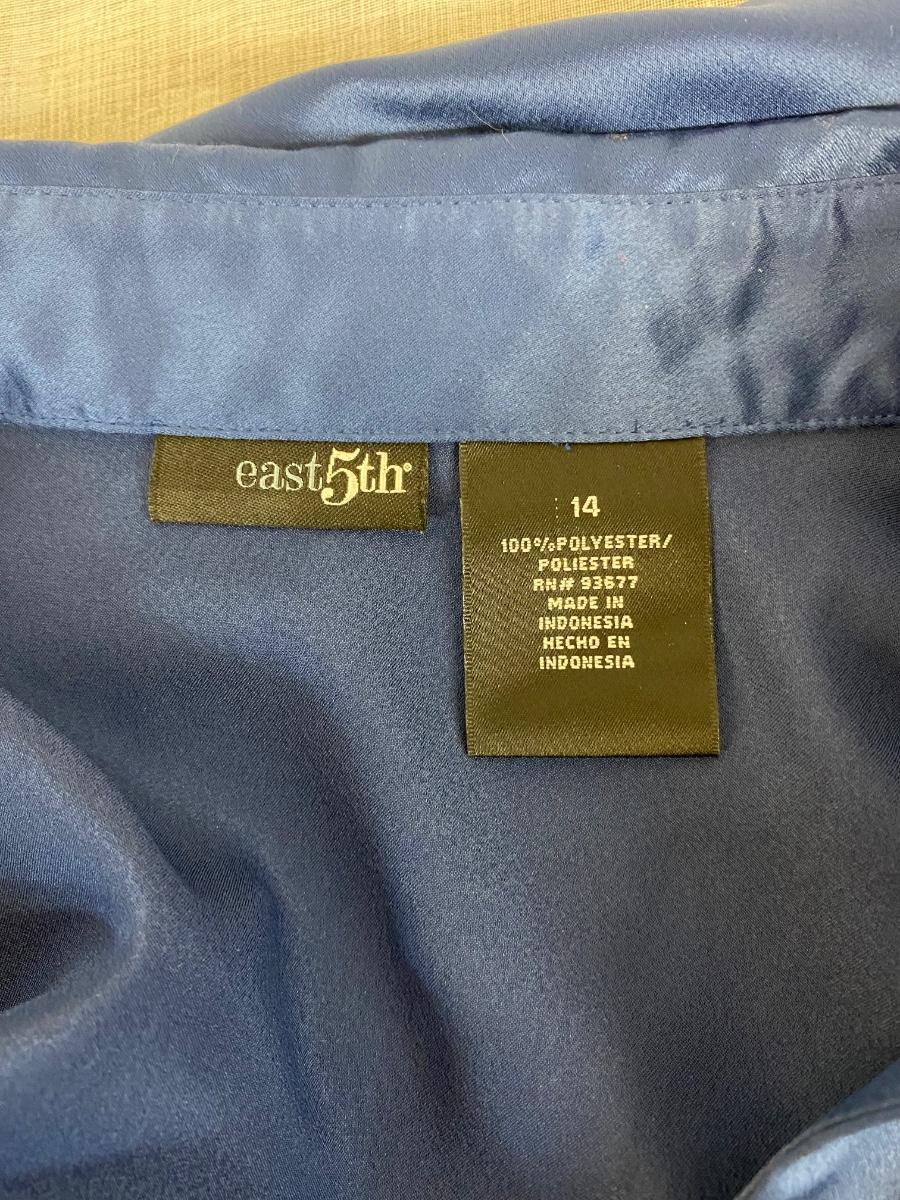 east5th
14
100%POLYESTER/
POLIESTER
RN# 93677
MADE IN
INDONESIA
HECHO EN
INDONESIA